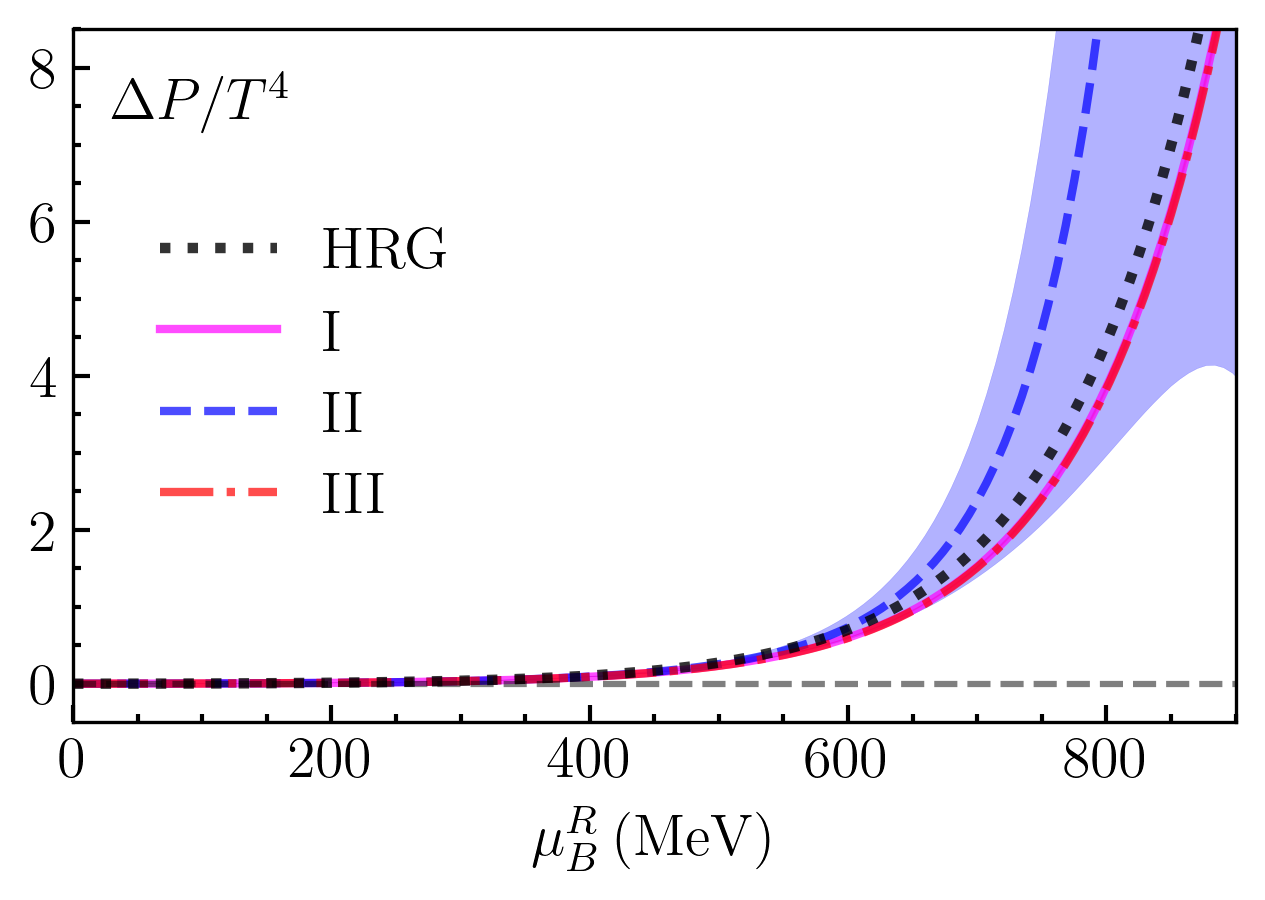 8
ΔP/T⁴
6
HRG
I
4
II
III
2
0
0 200 400 600 800
μ_B^R (MeV)